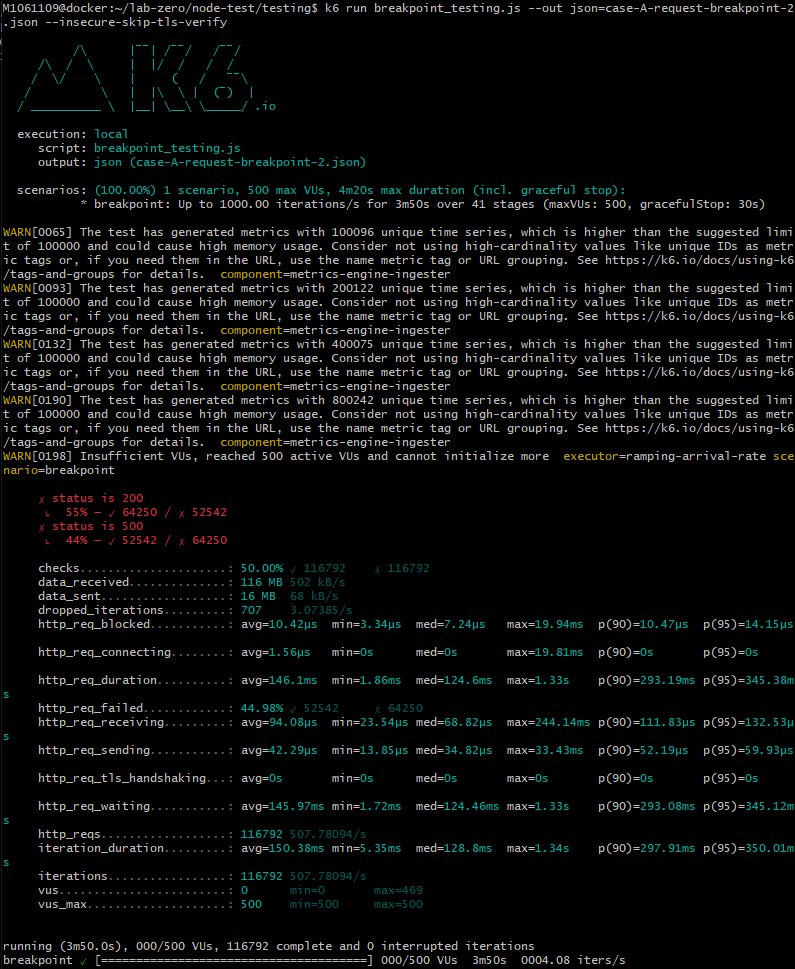 M1061109@docker:~/lab-zero/node-test/testing$ k6 run breakpoint_testing.js --out json=case-A-request-breakpoint-2
.json --insecure-skip-tls-verify
K6
.io
execution: local
script: breakpoint_testing.js
output: json (case-A-request-breakpoint-2.json)
scenarios: (100.00%) 1 scenario, 500 max VUs, 4m20s max duration (incl. graceful stop):
* breakpoint: Up to 1000.00 iterations/s for 3m50s over 41 stages (maxVUs: 500, gracefulStop: 30s)
WARN[0065] The test has generated metrics with 100096 unique time series, which is higher than the suggested limi
t of 100000 and could cause high memory usage. Consider not using high-cardinality values like unique IDs as metr
ic tags or, if you need them in the URL, use the name metric tag or URL grouping. See https://k6.io/docs/using-k6
/tags-and-groups for details.  component=metrics-engine-ingester
WARN[0093] The test has generated metrics with 200122 unique time series, which is higher than the suggested limi
t of 100000 and could cause high memory usage. Consider not using high-cardinality values like unique IDs as metr
ic tags or, if you need them in the URL, use the name metric tag or URL grouping. See https://k6.io/docs/using-k6
/tags-and-groups for details.  component=metrics-engine-ingester
WARN[0132] The test has generated metrics with 400075 unique time series, which is higher than the suggested limi
t of 100000 and could cause high memory usage. Consider not using high-cardinality values like unique IDs as metr
ic tags or, if you need them in the URL, use the name metric tag or URL grouping. See https://k6.io/docs/using-k6
/tags-and-groups for details.  component=metrics-engine-ingester
WARN[0190] The test has generated metrics with 800242 unique time series, which is higher than the suggested limi
t of 100000 and could cause high memory usage. Consider not using high-cardinality values like unique IDs as metr
ic tags or, if you need them in the URL, use the name metric tag or URL grouping. See https://k6.io/docs/using-k6
/tags-and-groups for details.  component=metrics-engine-ingester
WARN[0198] Insufficient VUs, reached 500 active VUs and cannot initialize more  executor=ramping-arrival-rate sce
nario=breakpoint
✗ status is 200
↳  55% — ✓ 64250 / ✗ 52542
✗ status is 500
↳  44% — ✓ 52542 / ✗ 64250
checks.........................: 50.00% ✓ 116792    ✗ 116792
data_received..................: 116 MB 502 kB/s
data_sent......................: 16 MB  68 kB/s
dropped_iterations.............: 707    3.07385/s
http_req_blocked...............: avg=10.42µs  min=3.34µs  med=7.24µs   max=19.94ms  p(90)=10.47µs  p(95)=14.15µs
http_req_connecting............: avg=1.56µs   min=0s      med=0s       max=19.81ms  p(90)=0s       p(95)=0s
http_req_duration..............: avg=146.1ms  min=1.86ms  med=124.6ms  max=1.33s    p(90)=293.19ms p(95)=345.38m
s
http_req_failed................: 44.98% ✓ 52542     ✗ 64250
http_req_receiving.............: avg=94.08µs  min=23.54µs med=68.82µs  max=244.14ms p(90)=111.83µs p(95)=132.53µ
s
http_req_sending...............: avg=42.29µs  min=13.85µs med=34.82µs  max=33.43ms  p(90)=52.19µs  p(95)=59.93µs
http_req_tls_handshaking.......: avg=0s       min=0s      med=0s       max=0s       p(90)=0s       p(95)=0s
http_req_waiting...............: avg=145.97ms min=1.72ms  med=124.46ms max=1.33s    p(90)=293.08ms p(95)=345.12m
s
http_reqs......................: 116792 507.78094/s
iteration_duration.............: avg=150.38ms min=5.35ms  med=128.8ms  max=1.34s    p(90)=297.91ms p(95)=350.01m
s
iterations.....................: 116792 507.78094/s
vus............................: 0      min=0       max=469
vus_max........................: 500    min=500     max=500
running (3m50.0s), 000/500 VUs, 116792 complete and 0 interrupted iterations
breakpoint ✓ [======================================] 000/500 VUs  3m50s  0004.08 iters/s